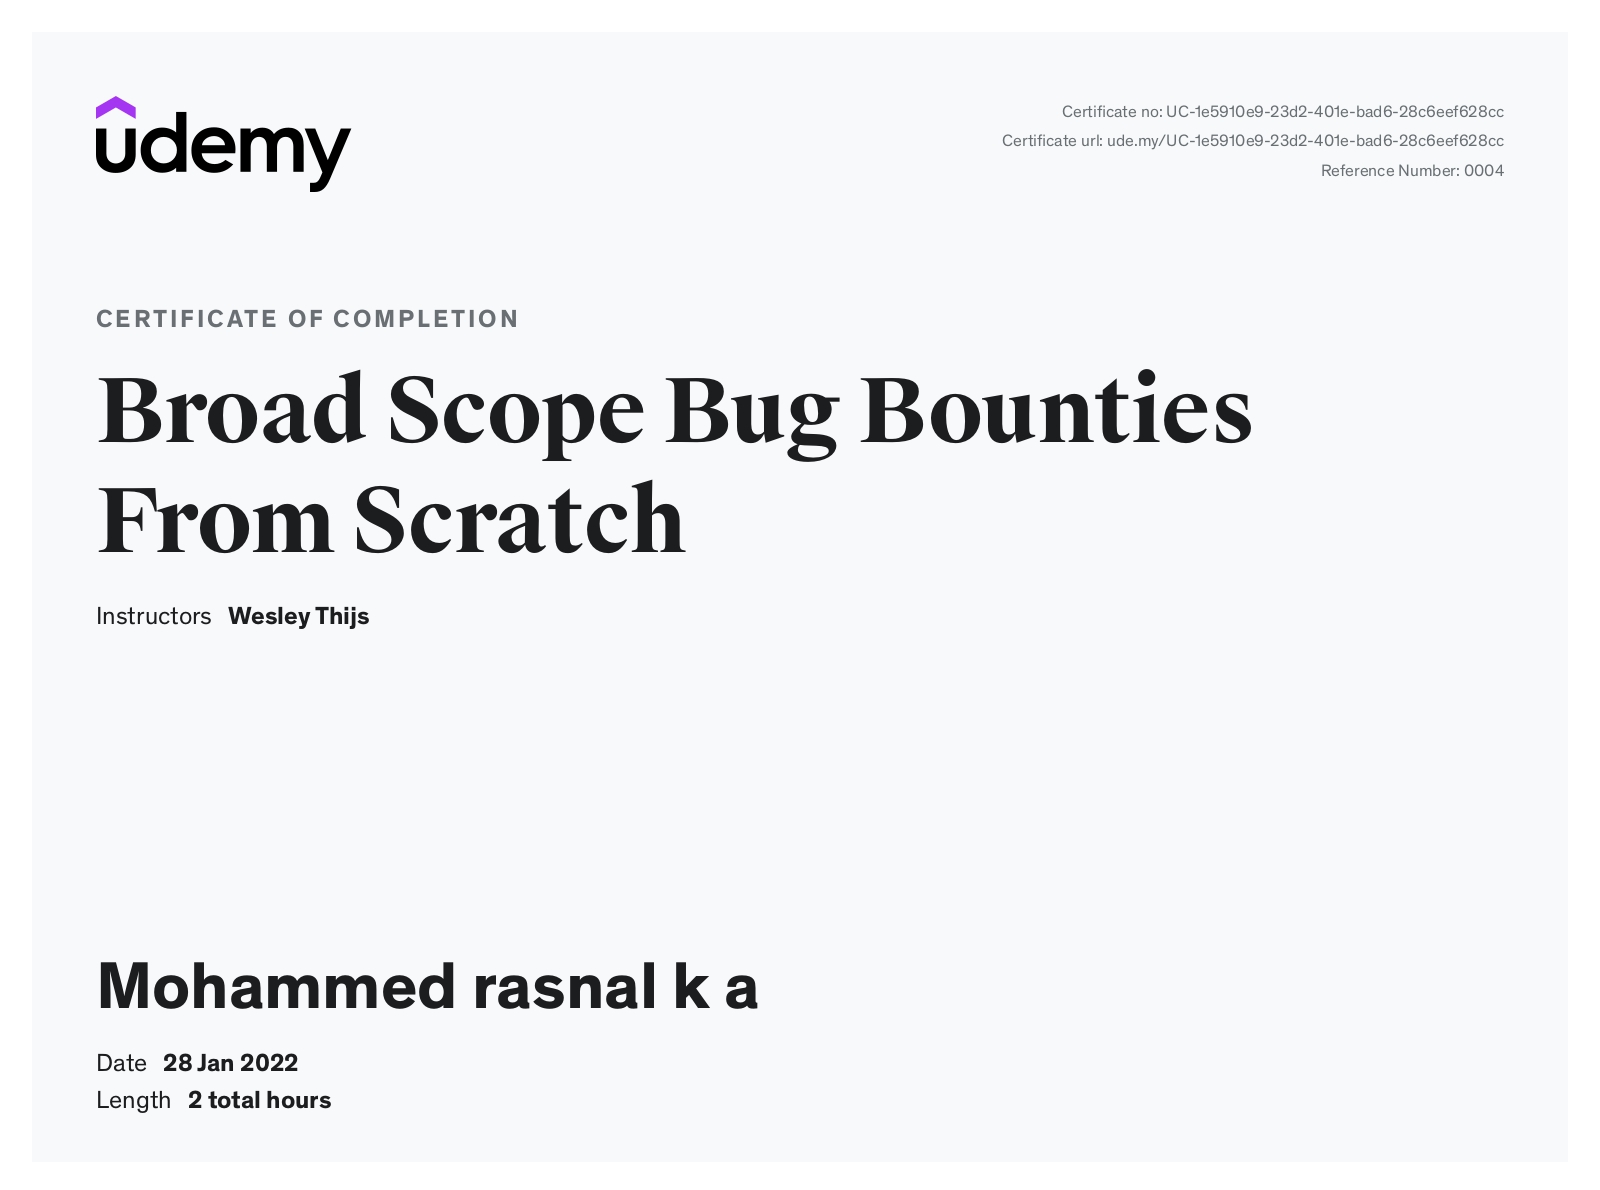 udemy
Certificate no: UC-1e5910e9-23d2-401e-bad6-28c6eef628cc
Certificate url: ude.my/UC-1e5910e9-23d2-401e-bad6-28c6eef628cc
Reference Number: 0004
CERTIFICATE OF COMPLETION
Broad Scope Bug Bounties
From Scratch
Instructors Wesley Thijs
Mohammed rasnal k a
Date 28 Jan 2022
Length 2 total hours